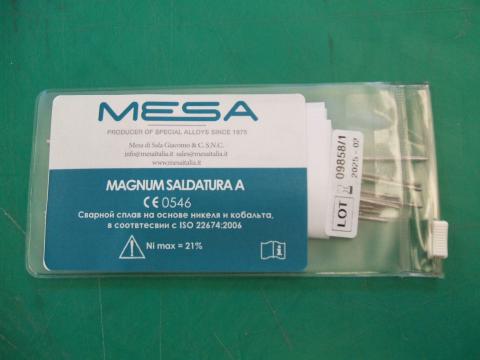 MESA
PRODUCER OF SPECIAL ALLOYS SINCE 1975
Mesa di Sala Giacomo & C. S.N.C.
info@mesaitalia.it sales@mesaitalia.it
www.mesaitalia.it
MAGNUM SALDATURA A
CE 0546
Сварной сплав на основе никеля и кобальта,
в соотвтесвии с ISO 22674:2006
Ni max = 21%
LOT 09858/1
2025 - 02